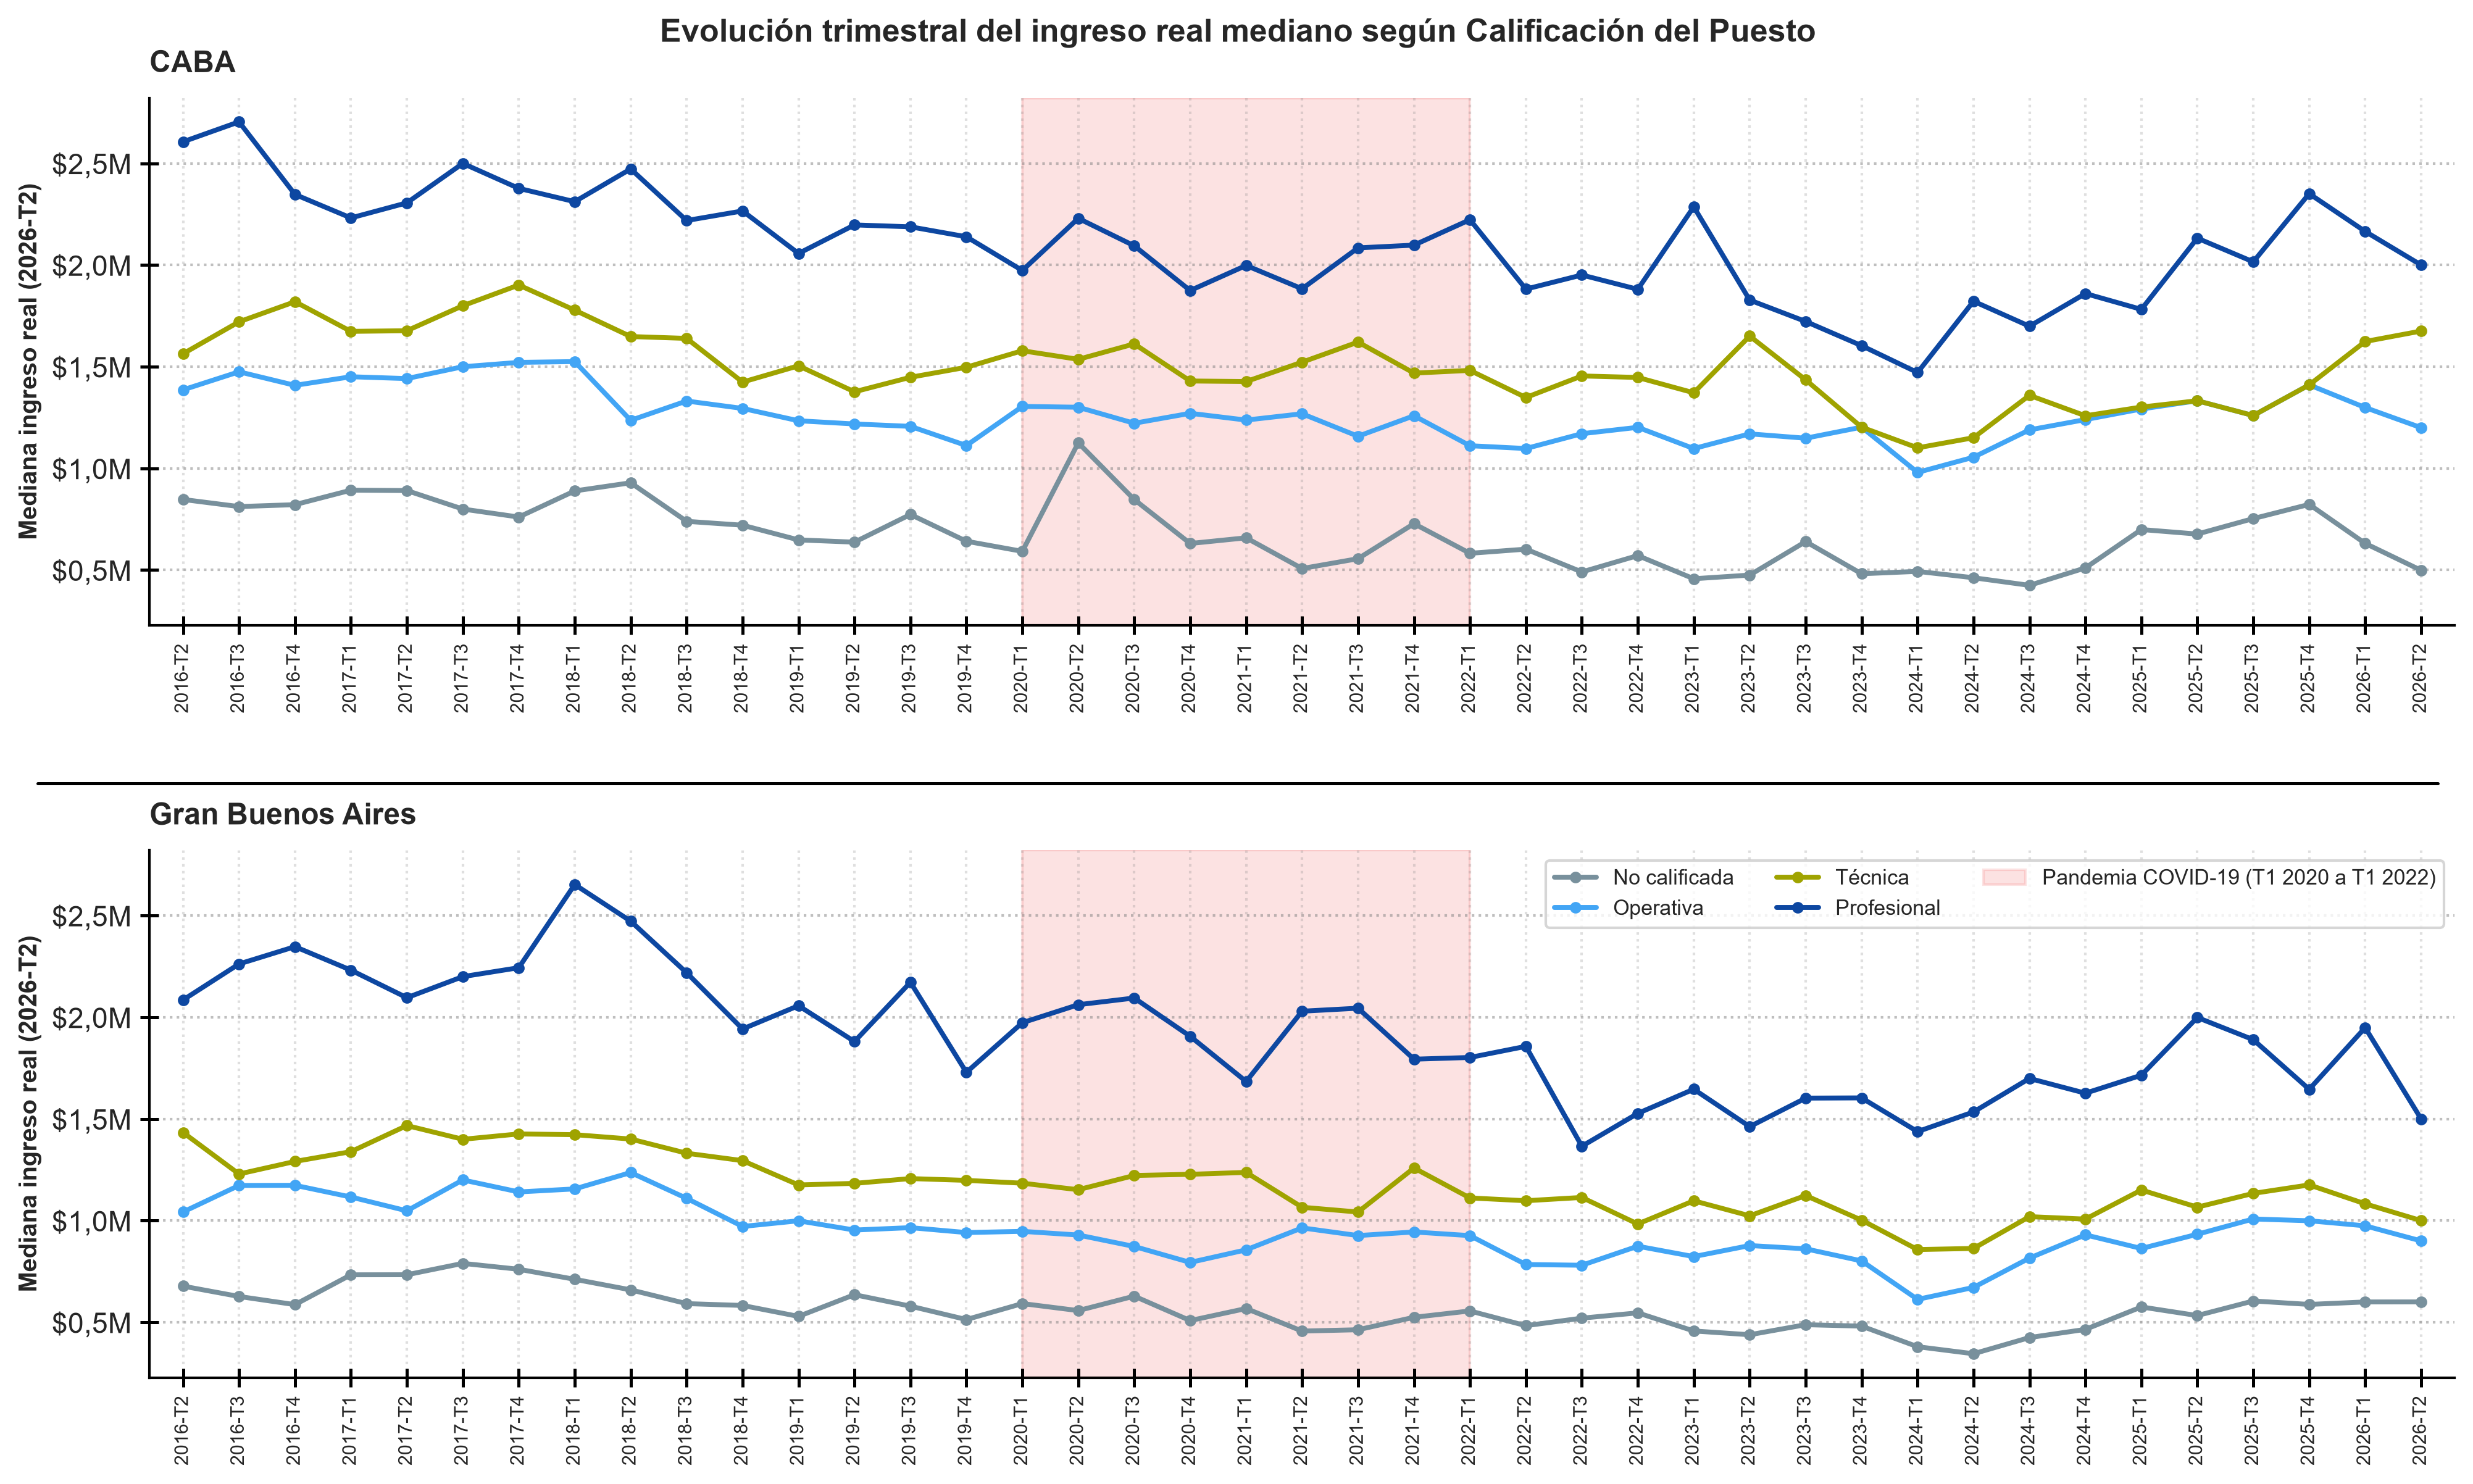 Evolución trimestral del ingreso real mediano según Calificación del Puesto
CABA
Mediana ingreso real (2026-T2)
$2,5M
$2,0M
$1,5M
$1,0M
$0,5M
2016-T2
2016-T3
2016-T4
2017-T1
2017-T2
2017-T3
2017-T4
2018-T1
2018-T2
2018-T3
2018-T4
2019-T1
2019-T2
2019-T3
2019-T4
2020-T1
2020-T2
2020-T3
2020-T4
2021-T1
2021-T2
2021-T3
2021-T4
2022-T1
2022-T2
2022-T3
2022-T4
2023-T1
2023-T2
2023-T3
2023-T4
2024-T1
2024-T2
2024-T3
2024-T4
2025-T1
2025-T2
2025-T3
2025-T4
2026-T1
2026-T2
Gran Buenos Aires
Mediana ingreso real (2026-T2)
$2,5M
$2,0M
$1,5M
$1,0M
$0,5M
No calificada
Operativa
Técnica
Profesional
Pandemia COVID-19 (T1 2020 a T1 2022)
2016-T2
2016-T3
2016-T4
2017-T1
2017-T2
2017-T3
2017-T4
2018-T1
2018-T2
2018-T3
2018-T4
2019-T1
2019-T2
2019-T3
2019-T4
2020-T1
2020-T2
2020-T3
2020-T4
2021-T1
2021-T2
2021-T3
2021-T4
2022-T1
2022-T2
2022-T3
2022-T4
2023-T1
2023-T2
2023-T3
2023-T4
2024-T1
2024-T2
2024-T3
2024-T4
2025-T1
2025-T2
2025-T3
2025-T4
2026-T1
2026-T2